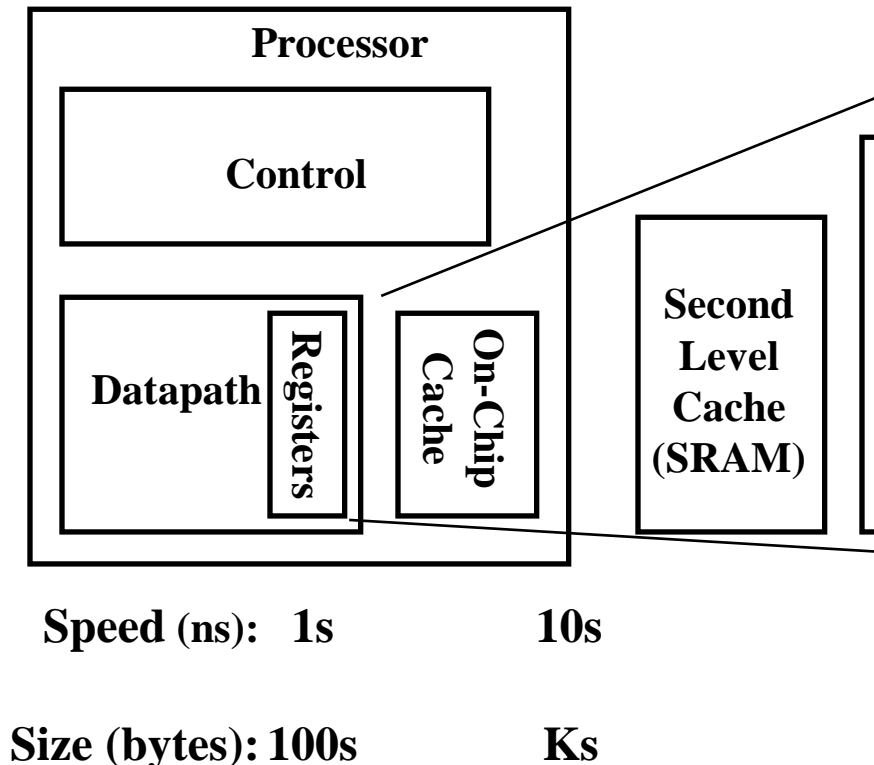 Processor
Control
Datapath
Registers
On-Chip
Cache
Second
Level
Cache
(SRAM)
Speed (ns): 1s 10s
Size (bytes): 100s Ks